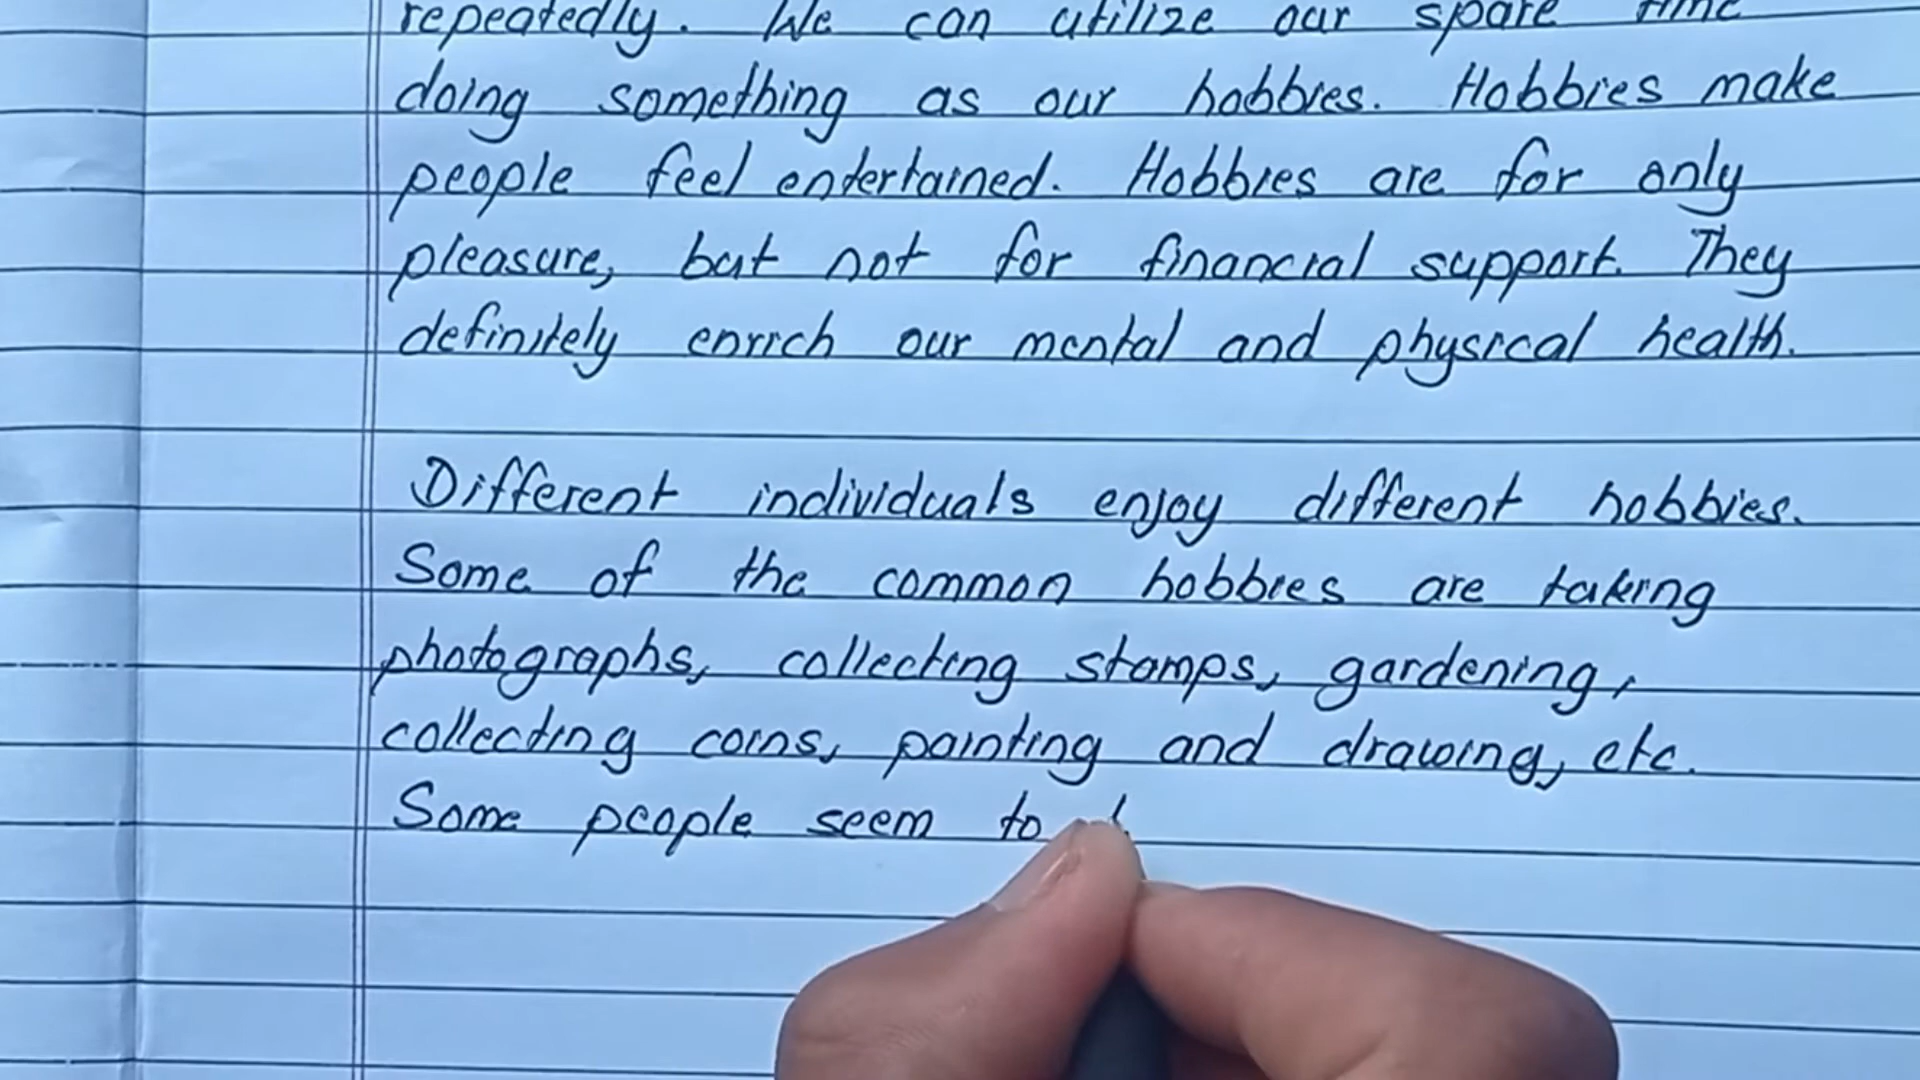 repeatedly. We can utilize our spare time
doing something as our hobbies. Hobbies make
people feel entertained. Hobbies are for only
pleasure, but not for financial support. They
definitely enrich our mental and physical health.
Different individuals enjoy different hobbies.
Some of the common hobbies are taking
photographs, collecting stamps, gardening,
collecting coins, painting and drawing, etc.
Some people seem to